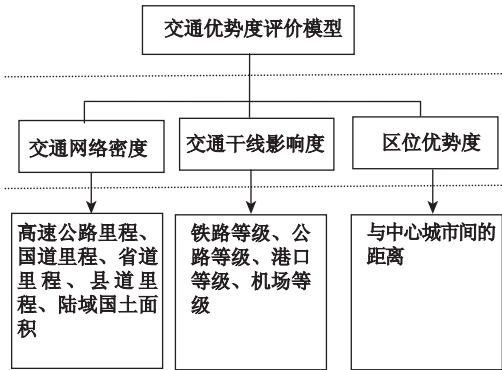 交通优势度评价模型
交通网络密度
交通干线影响度
区位优势度
高速公路里程、
国道里程、省道
里程、县道里
程、陆域国土面
积
铁路等级、公
路等级、港口
等级、机场等
级
与中心城市间的
距离